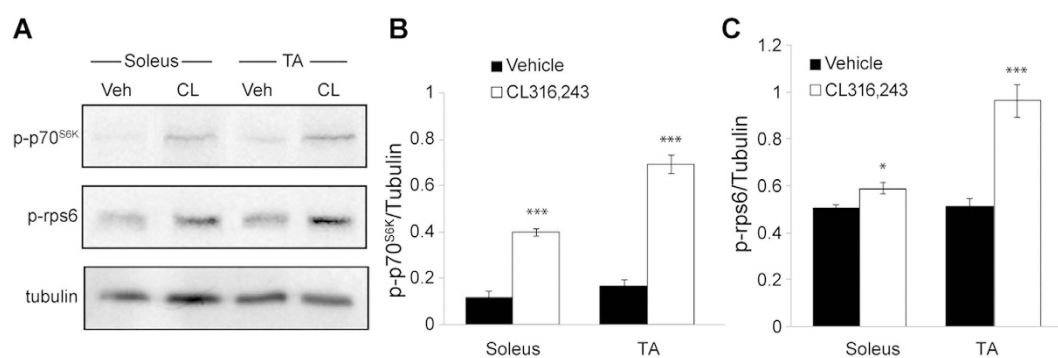 A
Soleus TA
Veh CL Veh CL
p-p70S6K
p-rps6
tubulin
B
Vehicle
CL316,243
p-p70S6K/Tubulin
1
0.8
0.6
0.4
0.2
0
***
***
Soleus TA
C
Vehicle
CL316,243
p-rps6/Tubulin
1.2
1
0.8
0.6
0.4
0.2
0
*
***
Soleus TA